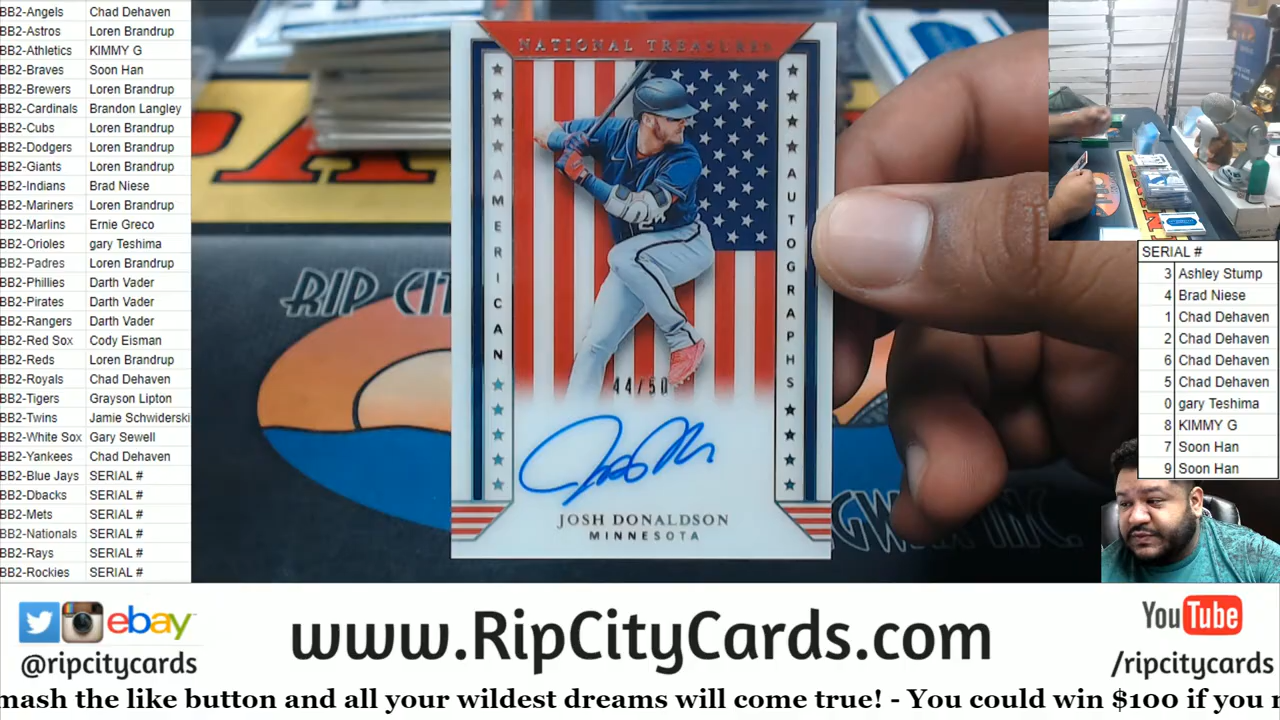 BB2-Angels Chad Dehaven
BB2-Astros Loren Brandrup
BB2-Athletics KIMMY G
BB2-Braves Soon Han
BB2-Brewers Loren Brandrup
BB2-Cardinals Brandon Langley
BB2-Cubs Loren Brandrup
BB2-Dodgers Loren Brandrup
BB2-Giants Loren Brandrup
BB2-Indians Brad Niese
BB2-Mariners Loren Brandrup
BB2-Marlins Ernie Greco
BB2-Orioles gary Teshima
BB2-Padres Loren Brandrup
BB2-Phillies Darth Vader
BB2-Pirates Darth Vader
BB2-Rangers Darth Vader
BB2-Red Sox Cody Eisman
BB2-Reds Loren Brandrup
BB2-Royals Chad Dehaven
BB2-Tigers Grayson Lipton
BB2-Twins Jamie Schwiderski
BB2-White Sox Gary Sewell
BB2-Yankees Chad Dehaven
BB2-Blue Jays SERIAL #
BB2-Dbacks SERIAL #
BB2-Mets SERIAL #
BB2-Nationals SERIAL #
BB2-Rays SERIAL #
BB2-Rockies SERIAL #
NATIONAL TREASURES
AMERICAN
AUTOGRAPHS
44/50
JOSH DONALDSON
MINNESOTA
RIP CIT
SERIAL #
3 Ashley Stump
4 Brad Niese
1 Chad Dehaven
2 Chad Dehaven
6 Chad Dehaven
5 Chad Dehaven
0 gary Teshima
8 KIMMY G
7 Soon Han
9 Soon Han
ebay
@ripcitycards
www.RipCityCards.com
YouTube
/ripcitycards
mash the like button and all your wildest dreams will come true! - You could win $100 if you